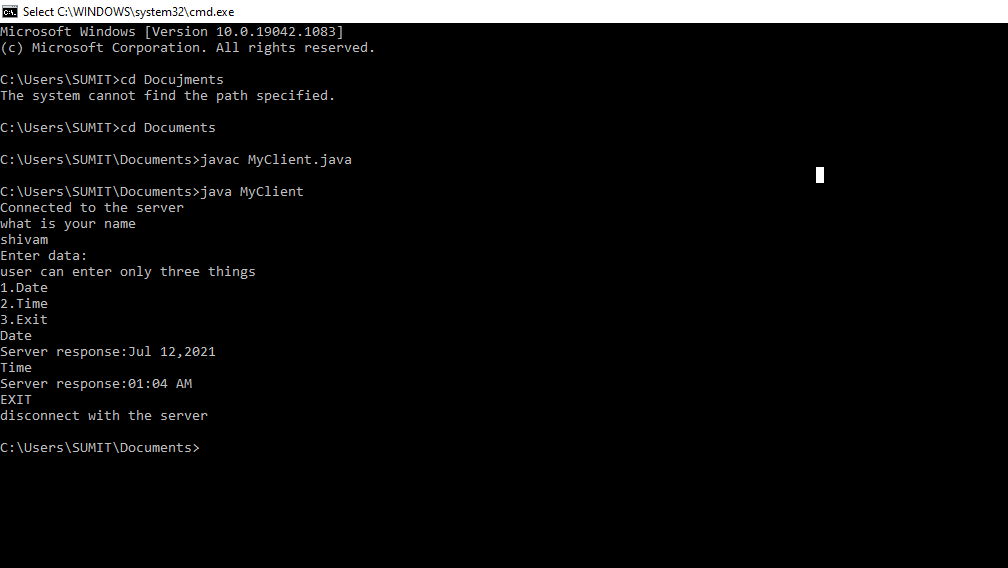 Select C:\WINDOWS\system32\cmd.exe
Microsoft Windows [Version 10.0.19042.1083]
(c) Microsoft Corporation. All rights reserved.
C:\Users\SUMIT>cd Documjents
The system cannot find the path specified.
C:\Users\SUMIT>cd Documents
C:\Users\SUMIT\Documents>javac MyClient.java
C:\Users\SUMIT\Documents>java MyClient
Connected to the server
what is your name
shivam
Enter data:
user can enter only three things
1.Date
2.Time
3.Exit
Date
Server response:Jul 12,2021
Time
Server response:01:04 AM
EXIT
disconnect with the server
C:\Users\SUMIT\Documents>